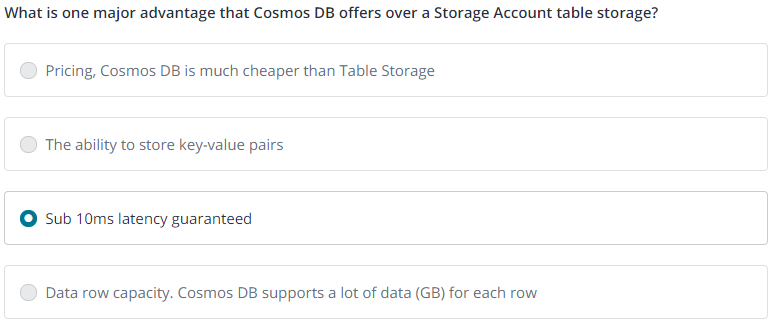 What is one major advantage that Cosmos DB offers over a Storage Account table storage?
Pricing, Cosmos DB is much cheaper than Table Storage
The ability to store key-value pairs
Sub 10ms latency guaranteed
Data row capacity. Cosmos DB supports a lot of data (GB) for each row